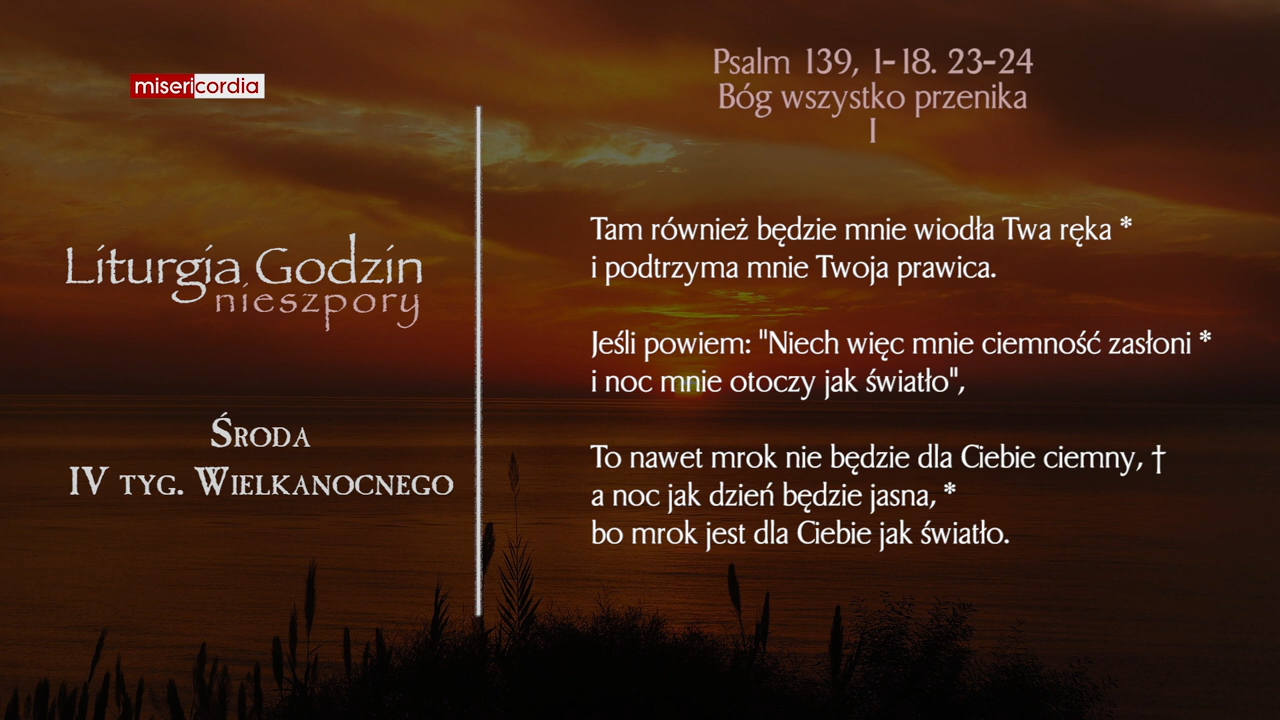 misericordia
Liturgia Godzin
nieszpory
Środa
IV tyg. Wielkanocnego
Psalm 139, 1-18. 23-24
Bóg wszystko przenika
I
Tam również będzie mnie wiodła Twa ręka *
i podtrzyma mnie Twoja prawica.
Jeśli powiem: "Niech więc mnie ciemność zasłoni *
i noc mnie otoczy jak światło",
To nawet mrok nie będzie dla Ciebie ciemny, †
a noc jak dzień będzie jasna, *
bo mrok jest dla Ciebie jak światło.